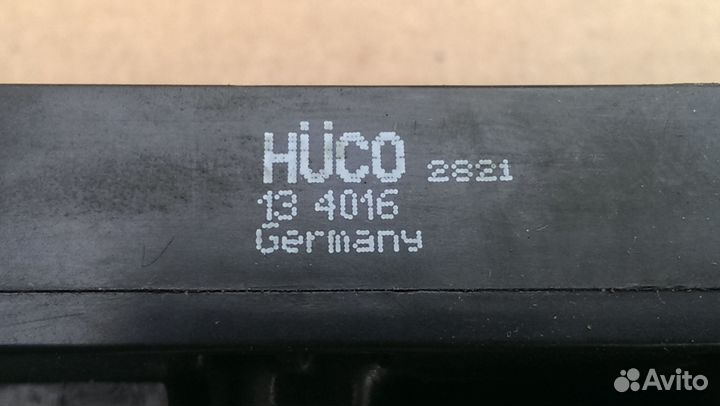 HÜCO 2821
13 4016
Germany
Avito